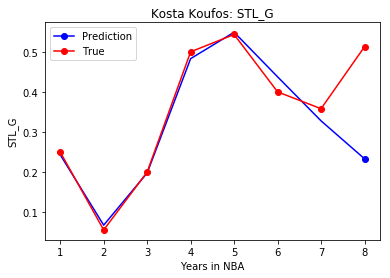 Kosta Koufos: STL_G
Prediction
True
STL_G
0.5
0.4
0.3
0.2
0.1
1 2 3 4 5 6 7 8
Years in NBA